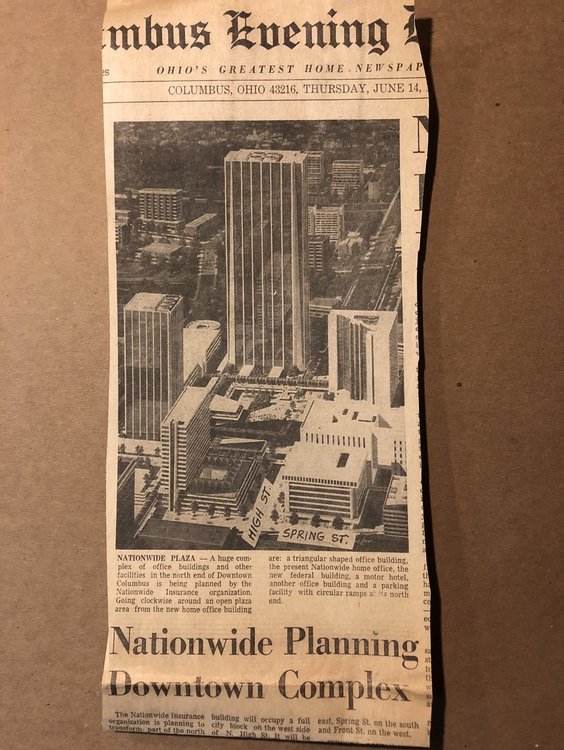 mbus Evening
OHIO'S GREATEST HOME NEWSPAP
COLUMBUS, OHIO 43216, THURSDAY, JUNE 14,
HIGH ST.
SPRING ST.
NATIONWIDE PLAZA — A huge com-
plex of office buildings and other
facilities in the north end of Downtown
Columbus is being planned by the
Nationwide Insurance organization.
Going clockwise around an open plaza
area from the new home office building
are: a triangular shaped office building,
the present Nationwide home office, the
new federal building, a motor hotel,
another office building and a parking
facility with circular ramps at its north
end.
Nationwide Planning
Downtown Complex
The Nationwide Insurance
organization is planning to
transform part of the north
building will occupy a full
city block on the west side
of N. High St. It will be
east, Spring St. on the south
and Front St. on the west.